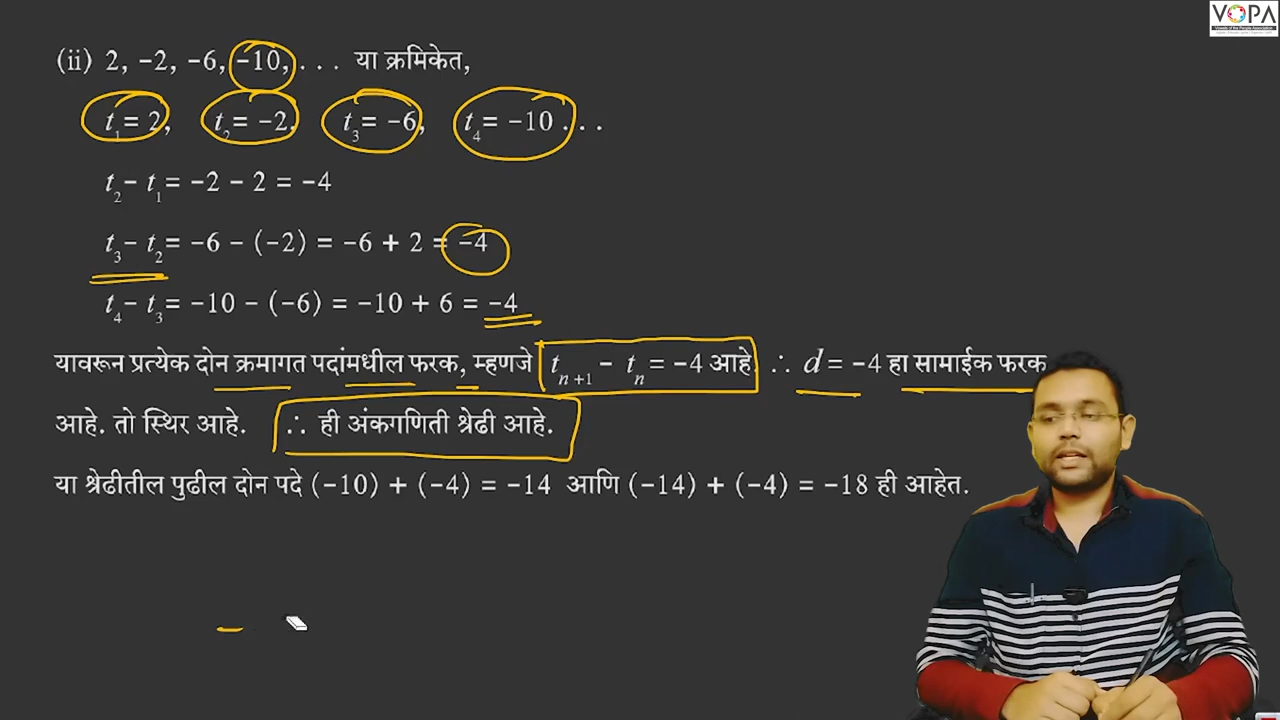 VOPA
(ii) 2, −2, −6, −10, . . . या क्रमिकेत,
t₁ = 2, t₂ = −2, t₃ = −6, t₄ = −10 . . .
t₂ − t₁ = −2 − 2 = −4
t₃ − t₂ = −6 − (−2) = −6 + 2 = −4
t₄ − t₃ = −10 − (−6) = −10 + 6 = −4
यावरून प्रत्येक दोन क्रमागत पदांमधील फरक, म्हणजे tₙ₊₁ − tₙ = −4 आहे. ∴ d = −4 हा सामाईक फरक
आहे. तो स्थिर आहे. ∴ ही अंकगणिती श्रेढी आहे.
या श्रेढीतील पुढील दोन पदे (−10) + (−4) = −14 आणि (−14) + (−4) = −18 ही आहेत.